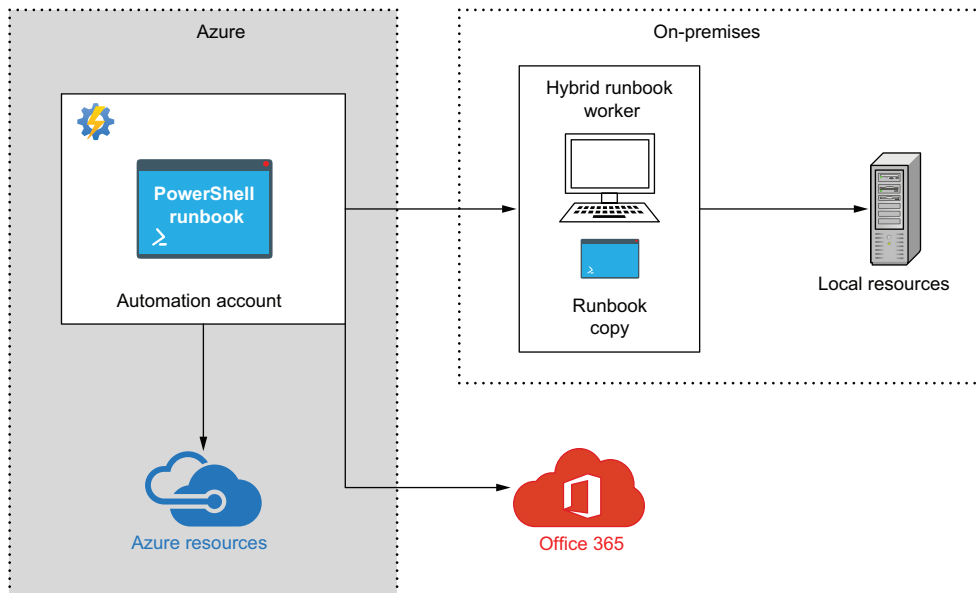 Azure
On-premises
PowerShell
runbook
Automation account
Hybrid runbook
worker
Runbook
copy
Local resources
Azure resources
Office 365